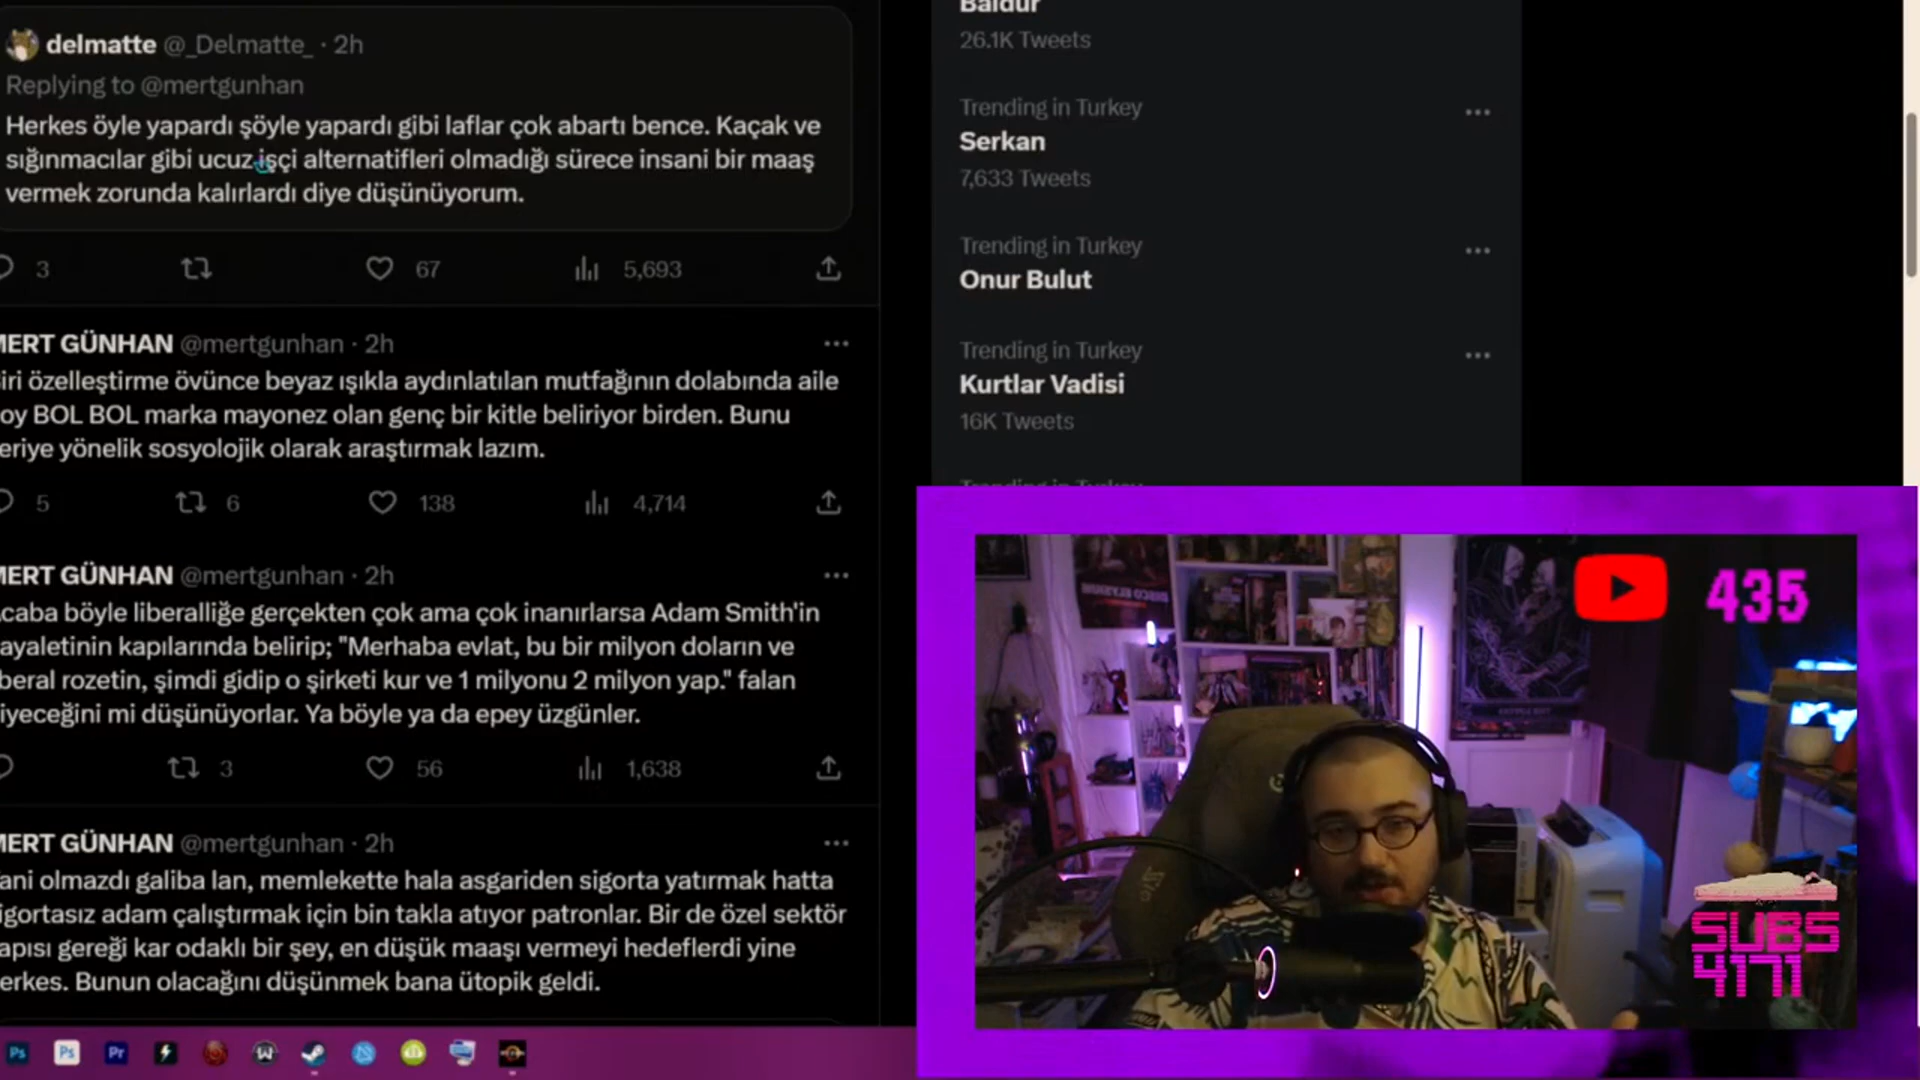 delmatte @_Delmatte_ · 2h
Replying to @mertgunhan
Herkes öyle yapardı şöyle yapardı gibi laflar çok abartı bence. Kaçak ve
sığınmacılar gibi ucuz işçi alternatifleri olmadığı sürece insani bir maaş
vermek zorunda kalırlardı diye düşünüyorum.
3 67 5,693
MERT GÜNHAN @mertgunhan · 2h
iri özelleştirme övünce beyaz ışıkla aydınlatılan mutfağının dolabında aile
oy BOL BOL marka mayonez olan genç bir kitle beliriyor birden. Bunu
eriye yönelik sosyolojik olarak araştırmak lazım.
5 6 138 4,714
MERT GÜNHAN @mertgunhan · 2h
caba böyle liberalliğe gerçekten çok ama çok inanırlarsa Adam Smith'in
ayaletinin kapılarında belirip; "Merhaba evlat, bu bir milyon doların ve
beral rozetin, şimdi gidip o şirketi kur ve 1 milyonu 2 milyon yap." falan
iyeceğini mi düşünüyorlar. Ya böyle ya da epey üzgünler.
3 56 1,638
MERT GÜNHAN @mertgunhan · 2h
ani olmazdı galiba lan, memlekette hala asgariden sigorta yatırmak hatta
igortasız adam çalıştırmak için bin takla atıyor patronlar. Bir de özel sektör
apısı gereği kar odaklı bir şey, en düşük maaşı vermeyi hedeflerdi yine
erkes. Bunun olacağını düşünmek bana ütopik geldi.
Baldur
26.1K Tweets
Trending in Turkey
Serkan
7,633 Tweets
Trending in Turkey
Onur Bulut
Trending in Turkey
Kurtlar Vadisi
16K Tweets
Trending in Turkey
435
SUBS
4171
Ps Ps Pr